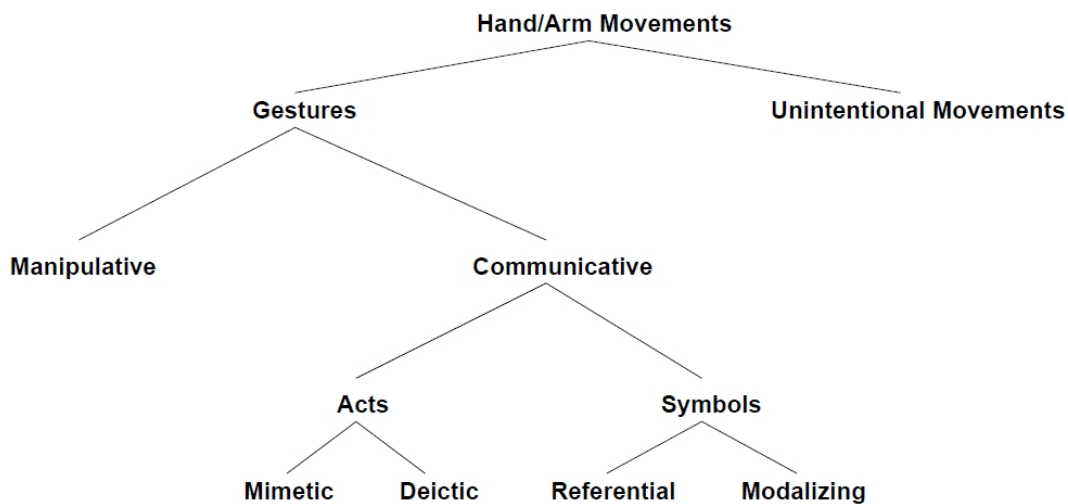 Hand/Arm Movements
Gestures
Unintentional Movements
Manipulative
Communicative
Acts
Symbols
Mimetic
Deictic
Referential
Modalizing